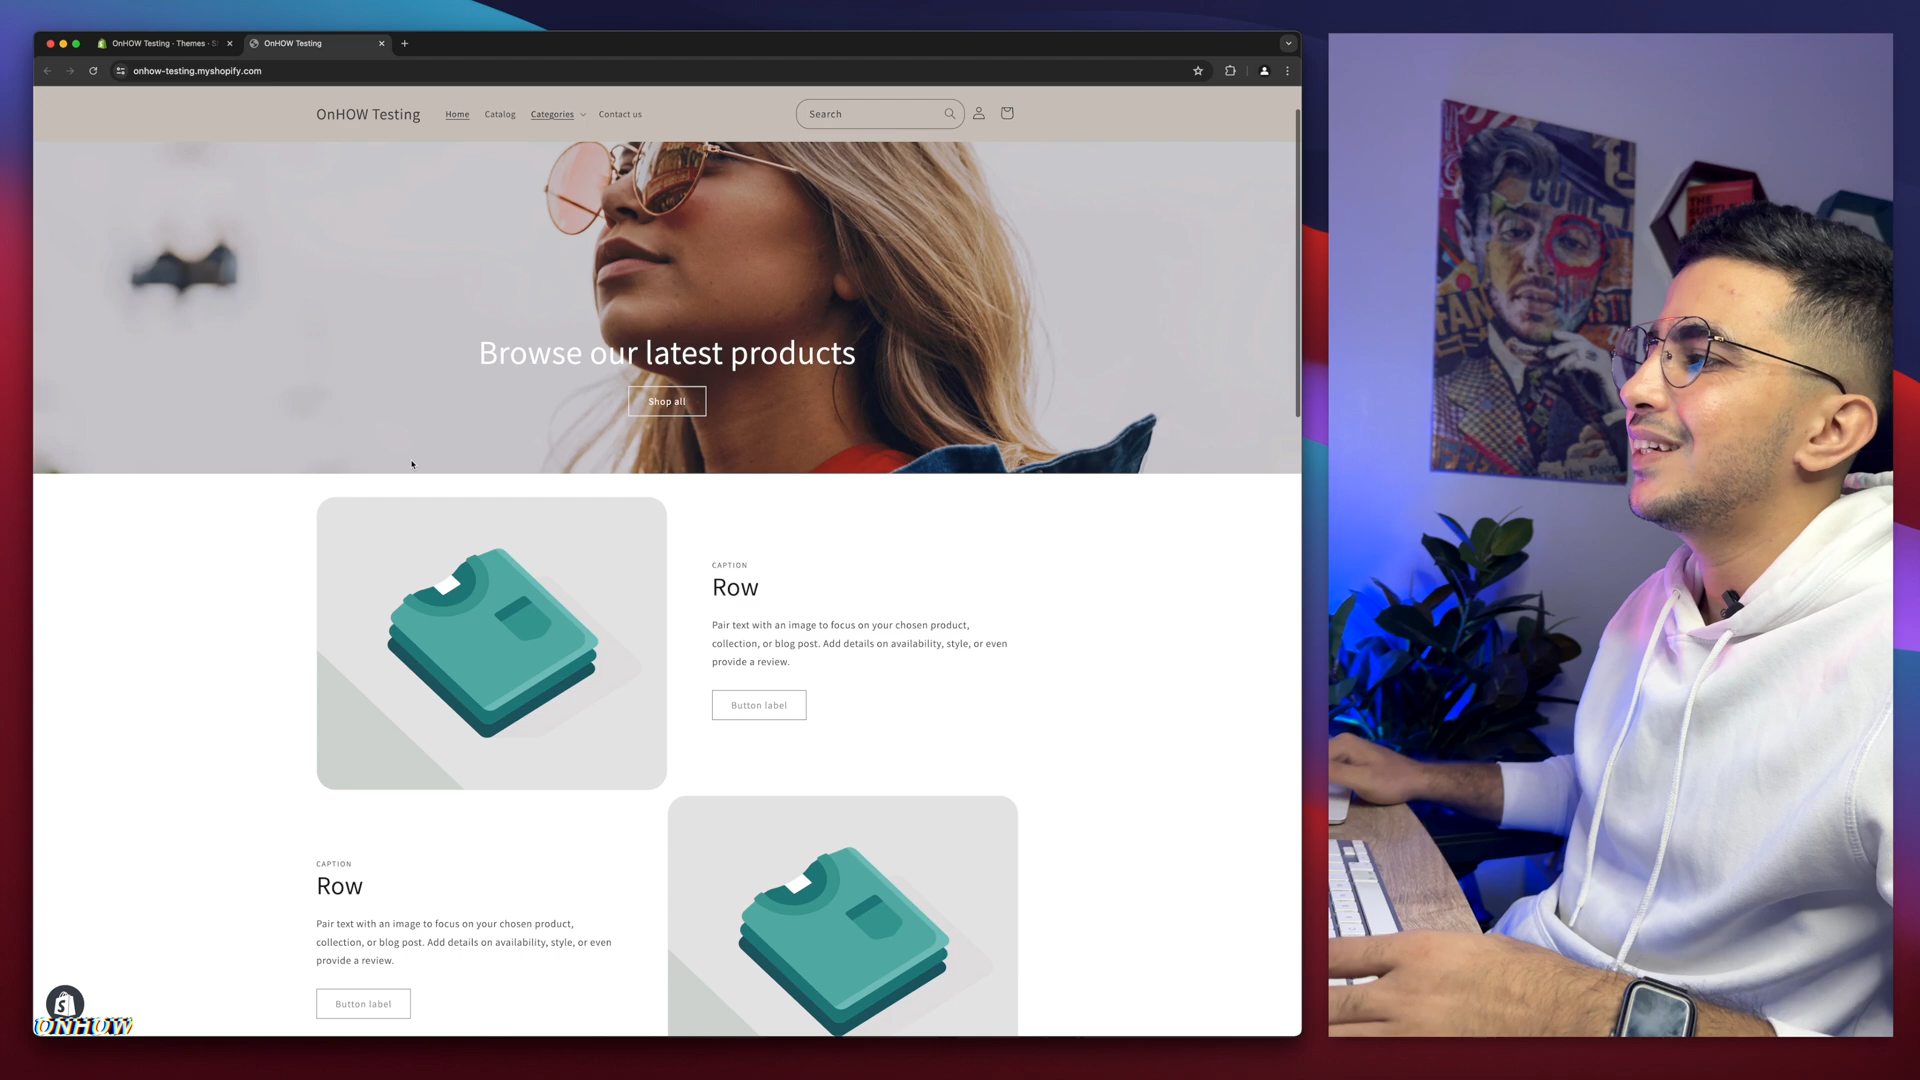 OnHOW Testing · Themes · S
OnHOW Testing
onhow-testing.myshopify.com
OnHOW Testing
Home
Catalog
Categories
Contact us
Search
Browse our latest products
Shop all
CAPTION
Row
Pair text with an image to focus on your chosen product,
collection, or blog post. Add details on availability, style, or even
provide a review.
Button label
CAPTION
Row
Pair text with an image to focus on your chosen product,
collection, or blog post. Add details on availability, style, or even
provide a review.
Button label
ONHOW
THE